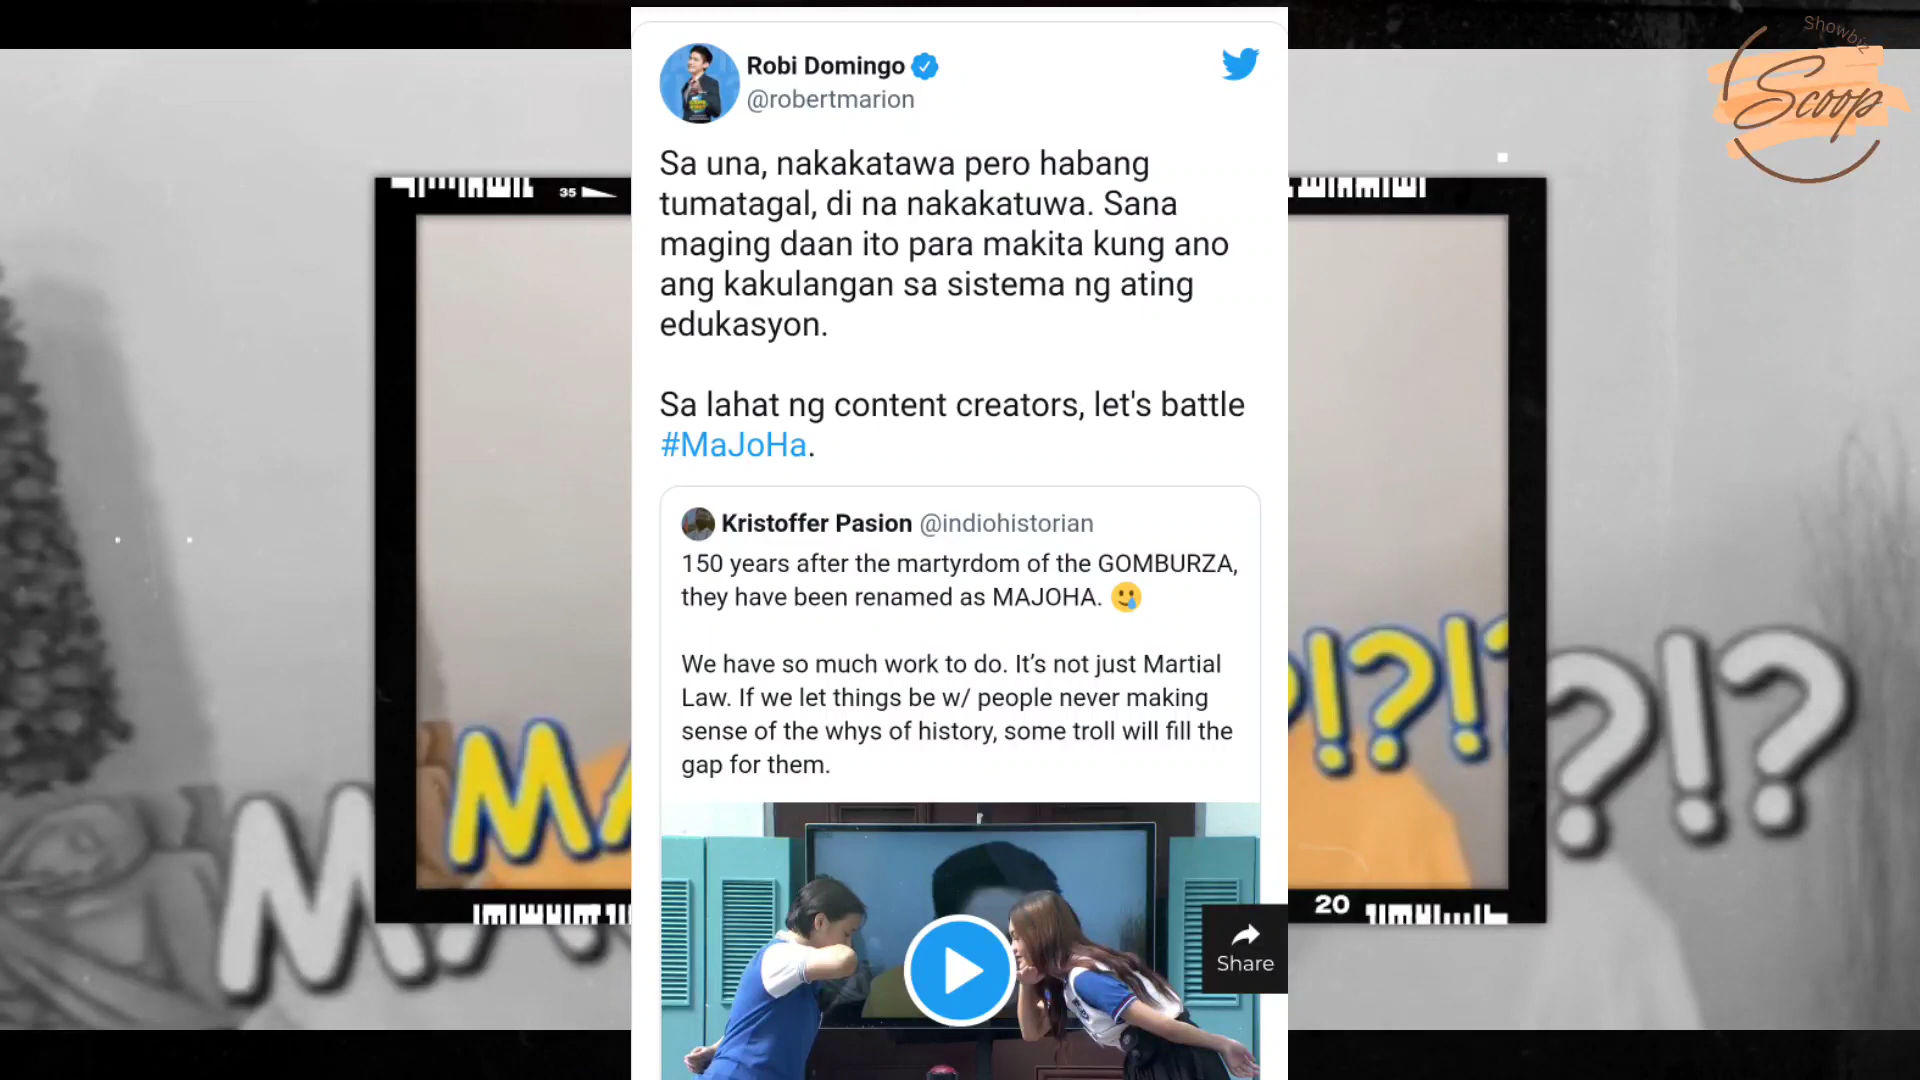 Showbiz
Scoop
Robi Domingo
@robertmarion
Sa una, nakakatawa pero habang
tumatagal, di na nakakatuwa. Sana
maging daan ito para makita kung ano
ang kakulangan sa sistema ng ating
edukasyon.
Sa lahat ng content creators, let's battle
#MaJoHa.
Kristoffer Pasion @indiohistorian
150 years after the martyrdom of the GOMBURZA,
they have been renamed as MAJOHA. 🥲
We have so much work to do. It’s not just Martial
Law. If we let things be w/ people never making
sense of the whys of history, some troll will fill the
gap for them.
Share
35
20
!?!?
?!?